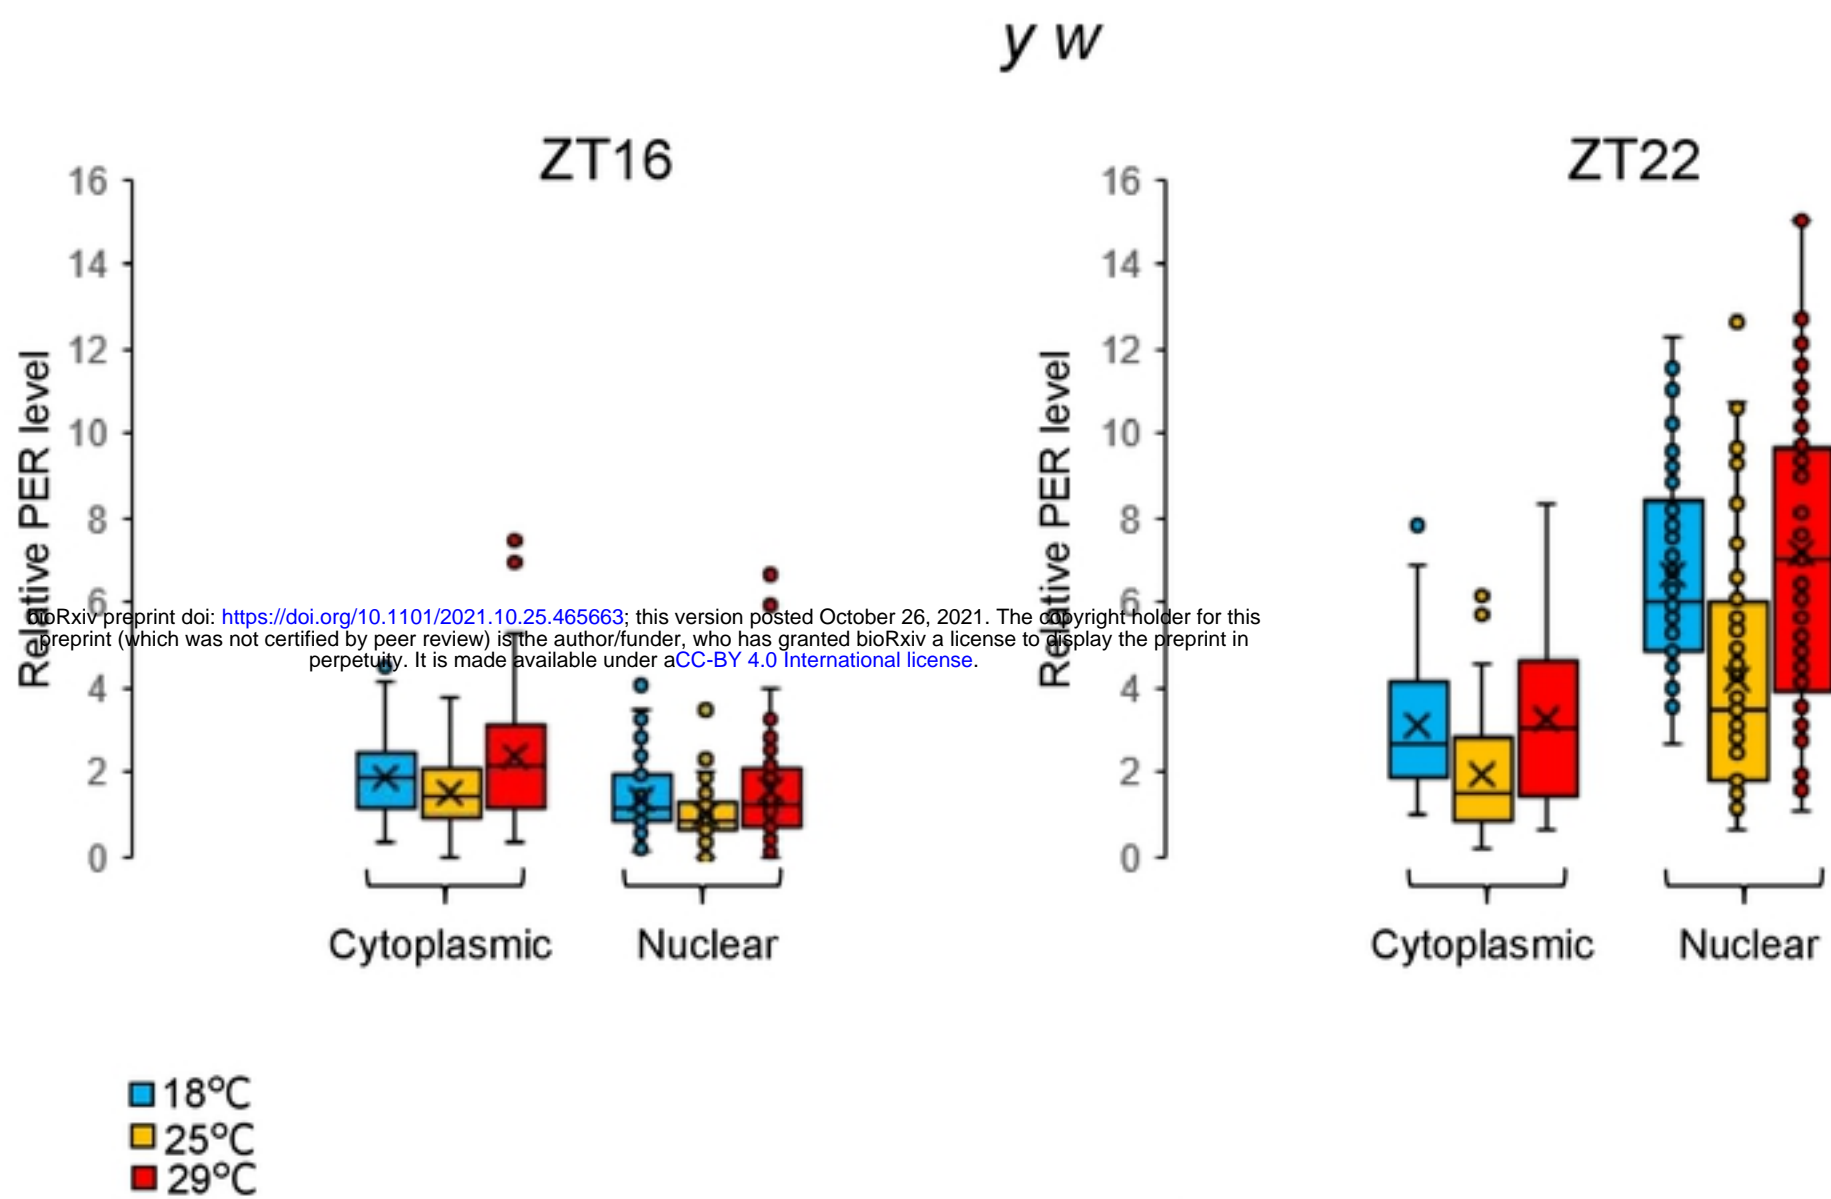 y w
ZT16
ZT22
Relative PER level
16
14
12
10
8
6
4
2
0
Relative PER level
16
14
12
10
8
6
4
2
0
bioRxiv preprint doi: https://doi.org/10.1101/2021.10.25.465663; this version posted October 26, 2021. The copyright holder for this
preprint (which was not certified by peer review) is the author/funder, who has granted bioRxiv a license to display the preprint in
perpetuity. It is made available under aCC-BY 4.0 International license.
Cytoplasmic
Nuclear
Cytoplasmic
Nuclear
18°C
25°C
29°C